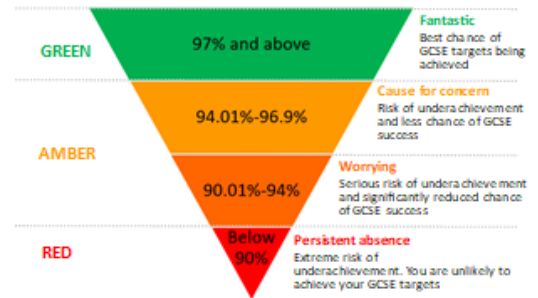 Fantastic
GREEN
97% and above
Best chance of
GCSE targets being
achieved
Cause for concern
94.01%-96.9%
Risk of underachievement
and less chance of GCSE
success
AMBER
Worrying
90.01%-94%
Serious risk of underachievement
and significantly reduced chance
of GCSE success
RED
Below
90%
Persistent absence
Extreme risk of
underachievement. You are unlikely to
achieve your GCSE targets